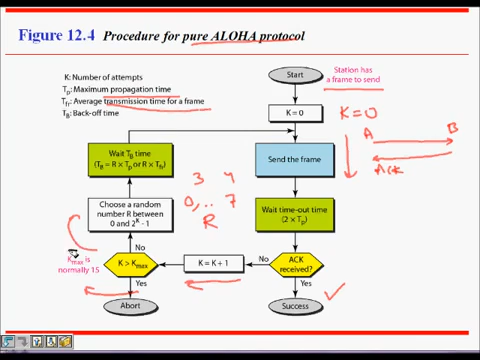 Figure 12.4 Procedure for pure ALOHA protocol
K: Number of attempts
Tp: Maximum propagation time
Tfr: Average transmission time for a frame
TB: Back-off time
Start
Station has
a frame to send
K = 0
K = 0
A
B
Ack
Wait TB time
(TB = R × Tp or R × Tfr)
Send the frame
3 4
0, .. 7
R
Choose a random
number R between
0 and 2^K - 1
Wait time-out time
(2 × Tp)
No
Kmax is
normally 15
K > Kmax
K = K + 1
No
ACK
received?
Yes
Yes
Abort
Success